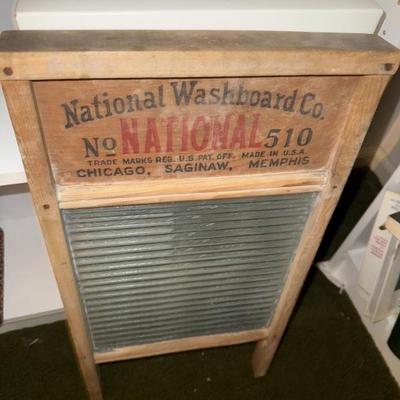 National Washboard Co.
No NATIONAL 510
TRADE MARKS REG. U.S. PAT. OFF. MADE IN U.S.A.
CHICAGO, SAGINAW, MEMPHIS